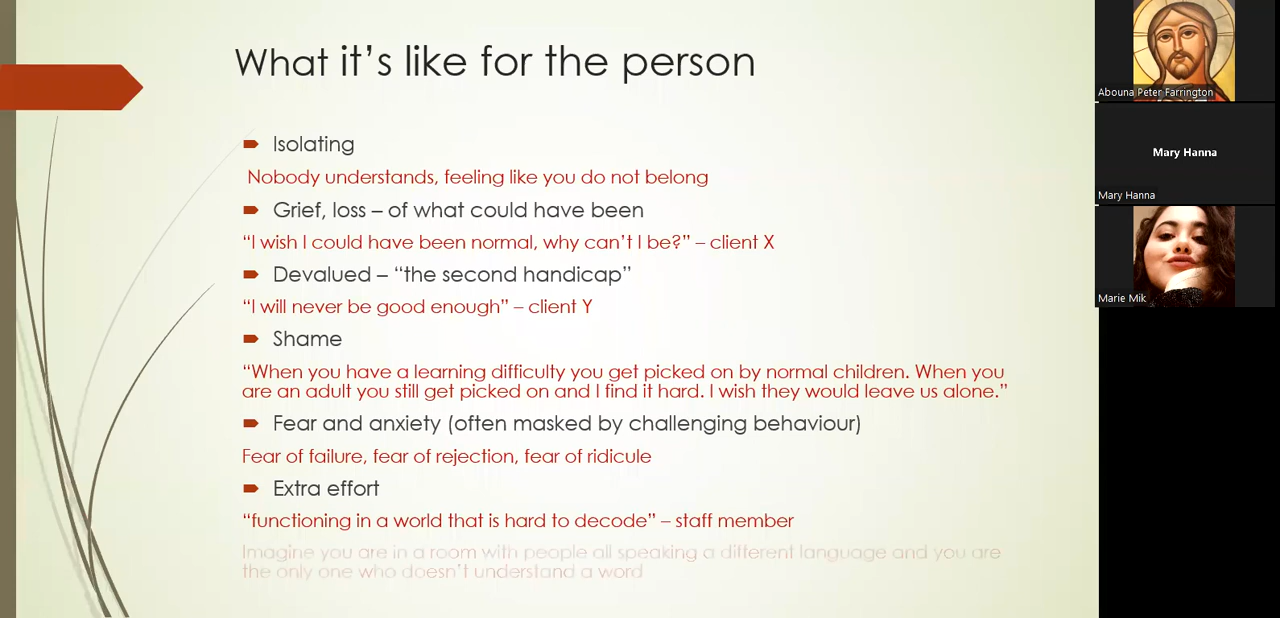 What it's like for the person
Isolating
Nobody understands, feeling like you do not belong
Grief, loss – of what could have been
“I wish I could have been normal, why can't I be?” – client X
Devalued – “the second handicap”
“I will never be good enough” – client Y
Shame
“When you have a learning difficulty you get picked on by normal children. When you
are an adult you still get picked on and I find it hard. I wish they would leave us alone.”
Fear and anxiety (often masked by challenging behaviour)
Fear of failure, fear of rejection, fear of ridicule
Extra effort
“functioning in a world that is hard to decode” – staff member
Imagine you are in a room with people all speaking a different language and you are
the only one who doesn't understand a word
Abouna Peter Farrington
Mary Hanna
Mary Hanna
Marie Mik